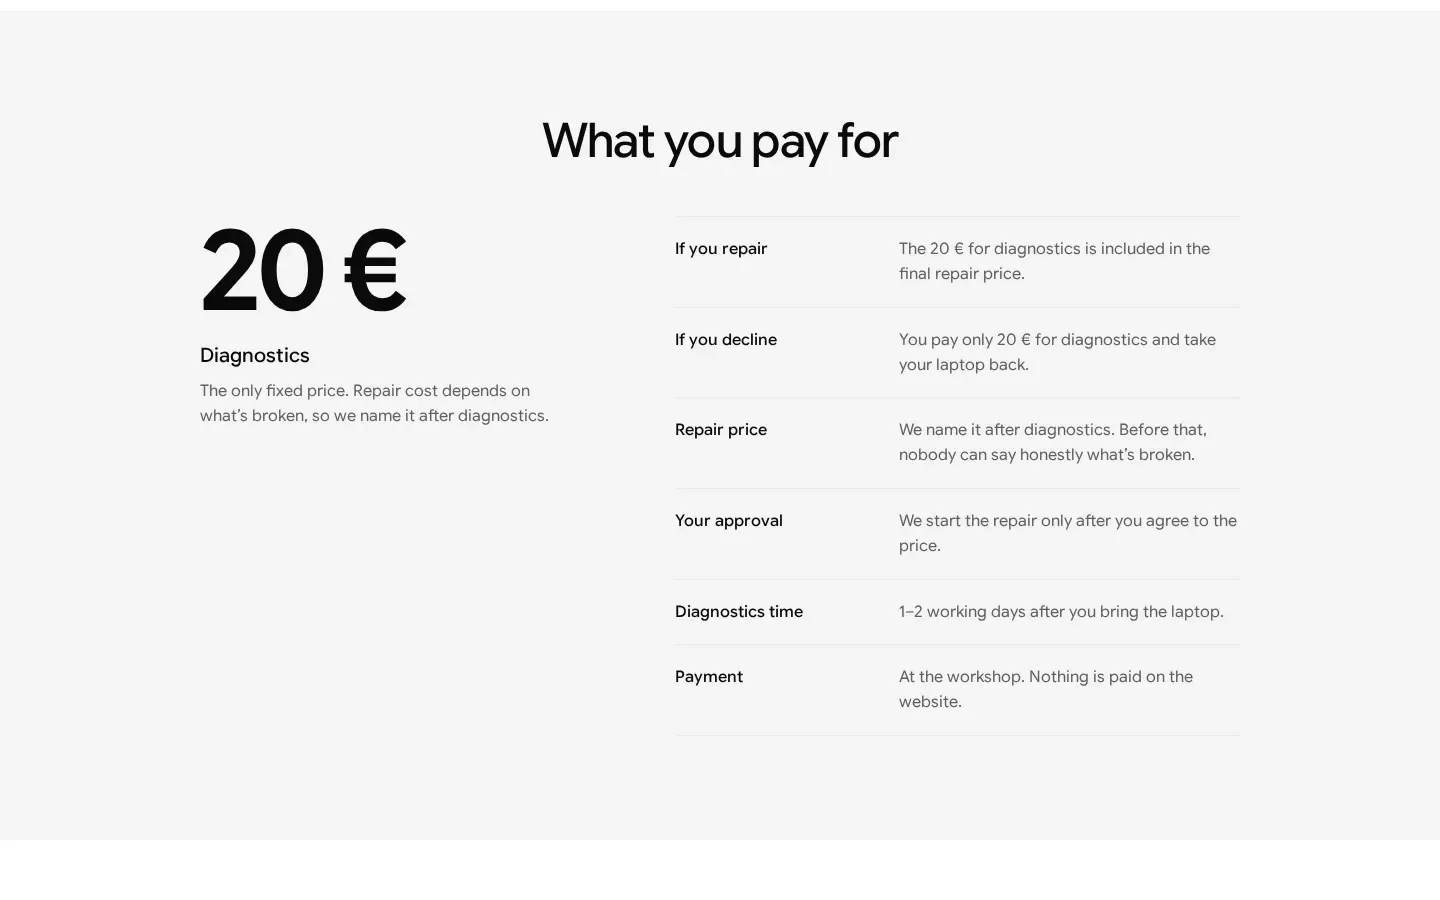 What you pay for
20 €
Diagnostics
The only fixed price. Repair cost depends on
what’s broken, so we name it after diagnostics.
If you repair
The 20 € for diagnostics is included in the
final repair price.
If you decline
You pay only 20 € for diagnostics and take
your laptop back.
Repair price
We name it after diagnostics. Before that,
nobody can say honestly what’s broken.
Your approval
We start the repair only after you agree to the
price.
Diagnostics time
1–2 working days after you bring the laptop.
Payment
At the workshop. Nothing is paid on the
website.